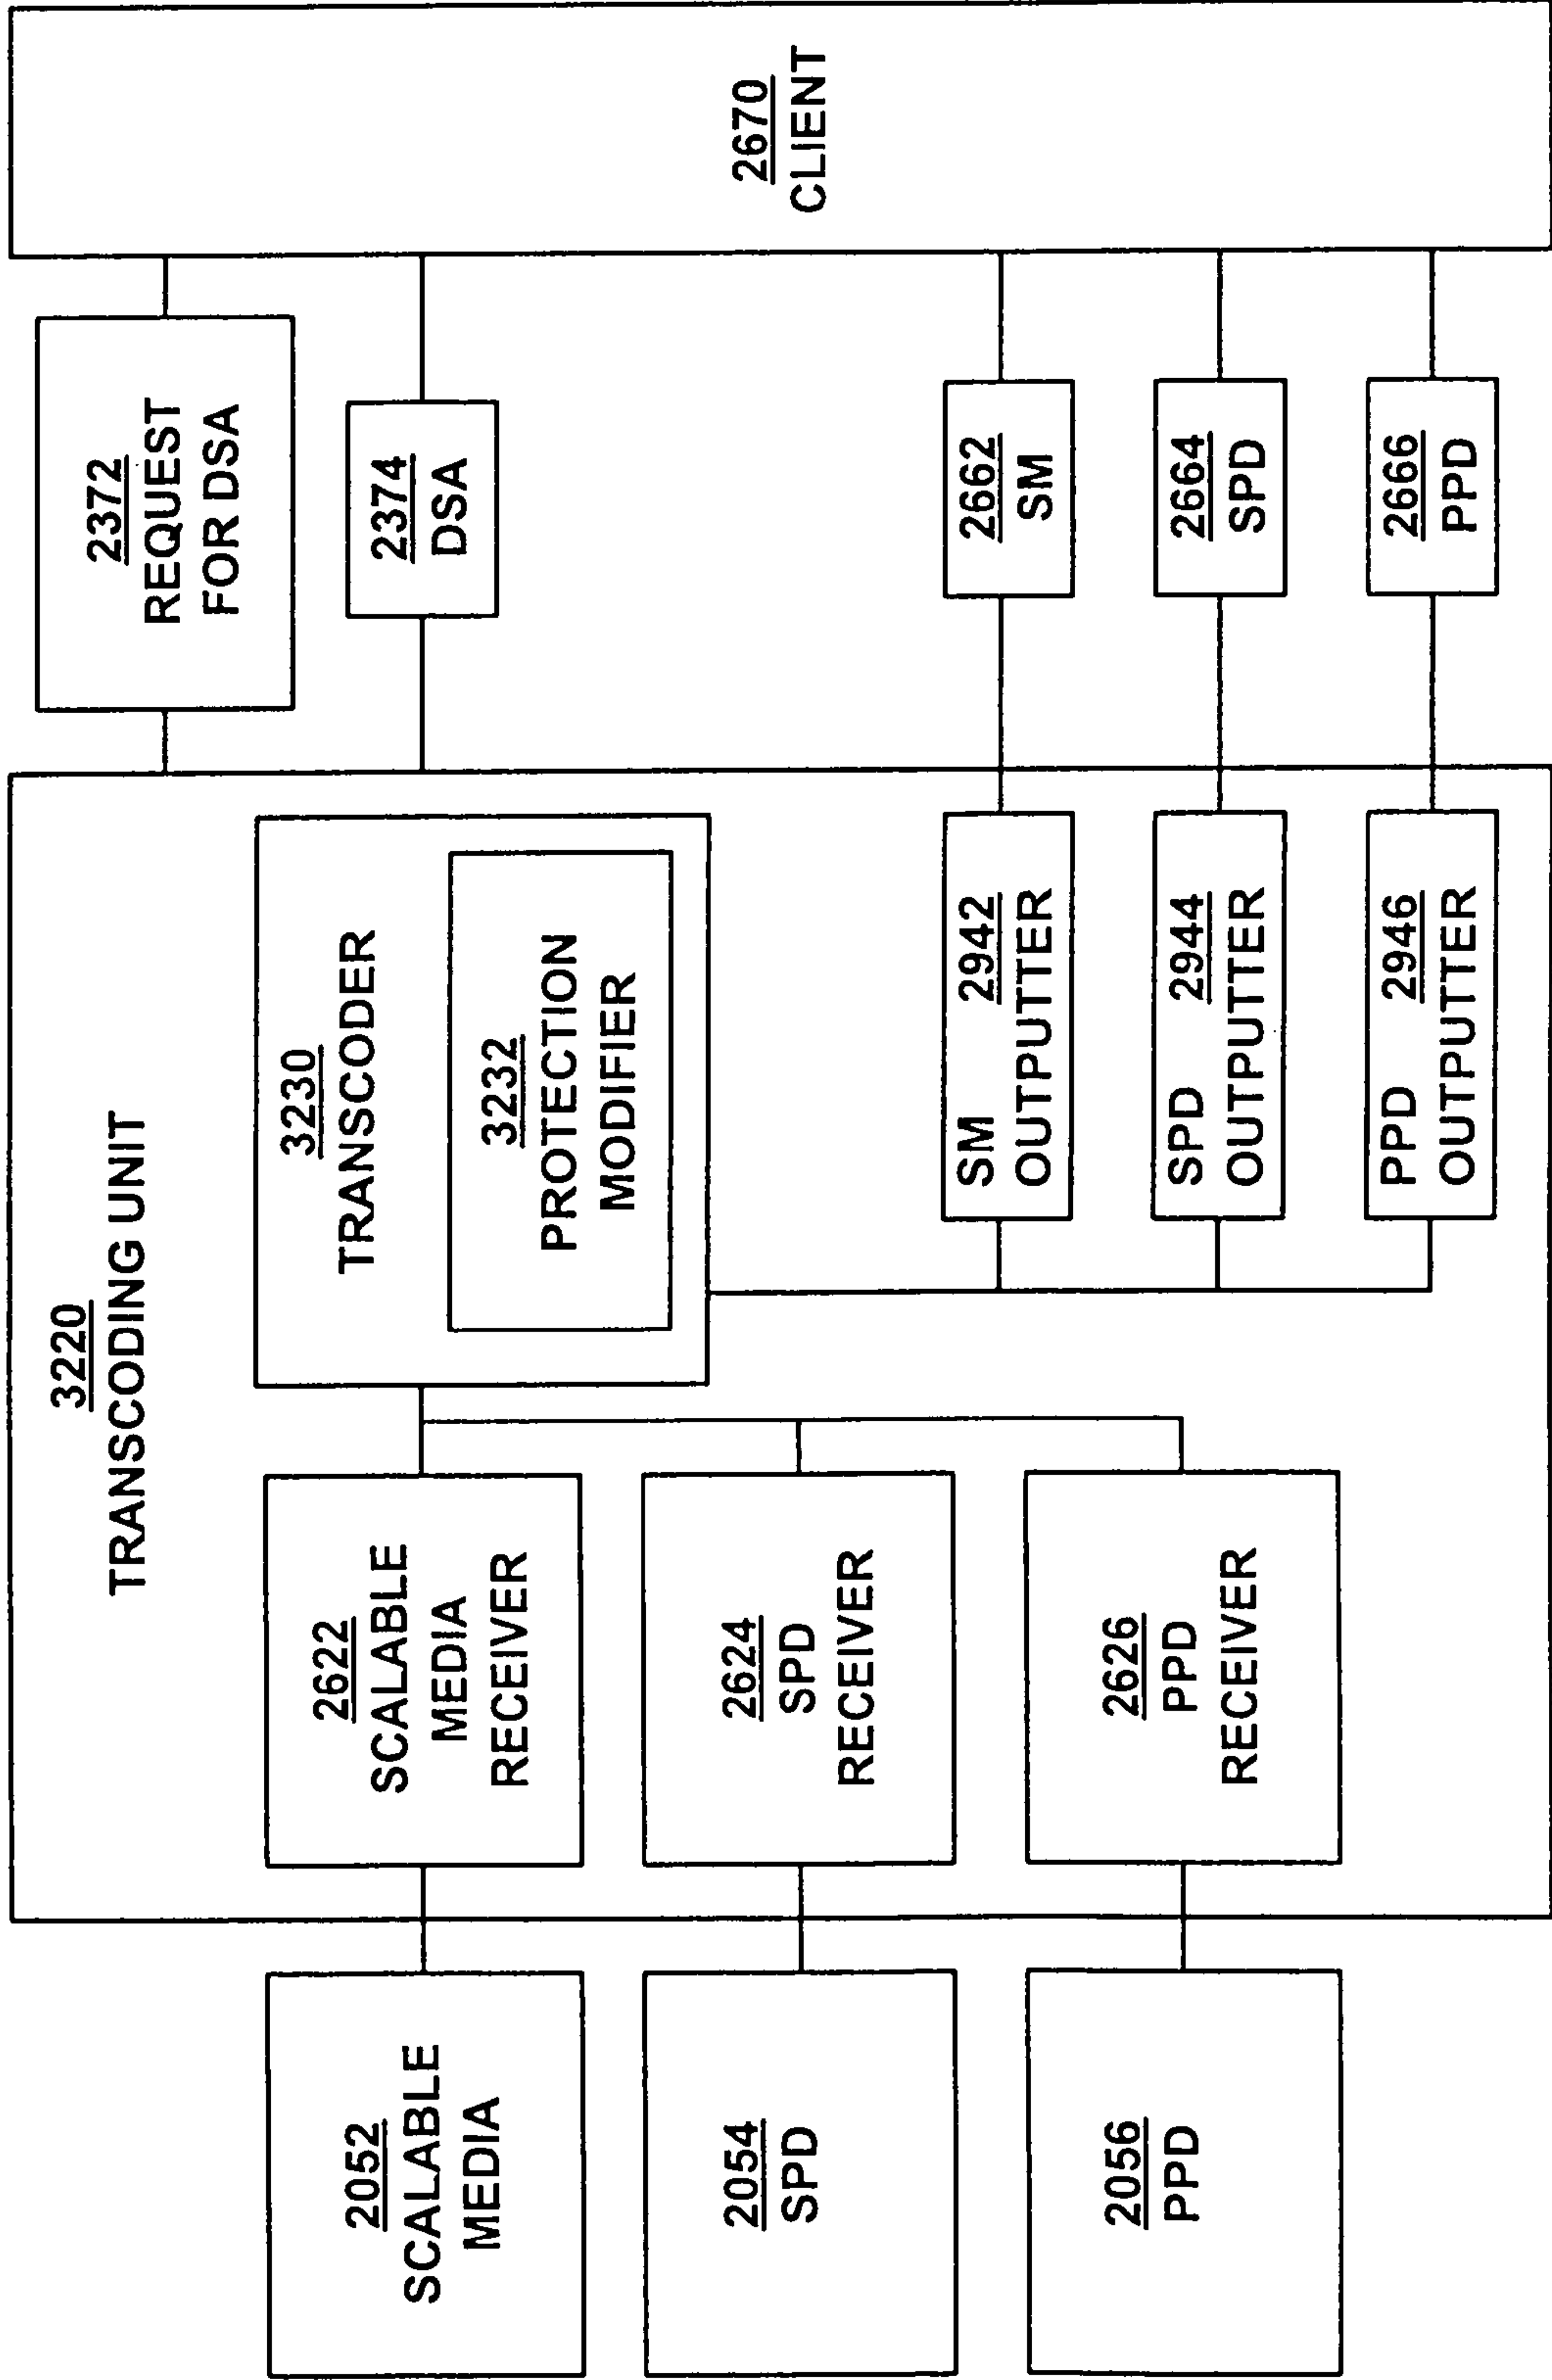 3220
TRANSCODING UNIT
2052
SCALABLE
MEDIA
2054
SPD
2056
PPD
2622
SCALABLE
MEDIA
RECEIVER
2624
SPD
RECEIVER
2626
PPD
RECEIVER
3230
TRANSCODER
3232
PROTECTION
MODIFIER
SM 2942
OUTPUTTER
SPD 2944
OUTPUTTER
PPD 2946
OUTPUTTER
2372
REQUEST
FOR DSA
2374
DSA
2662
SM
2664
SPD
2666
PPD
2670
CLIENT